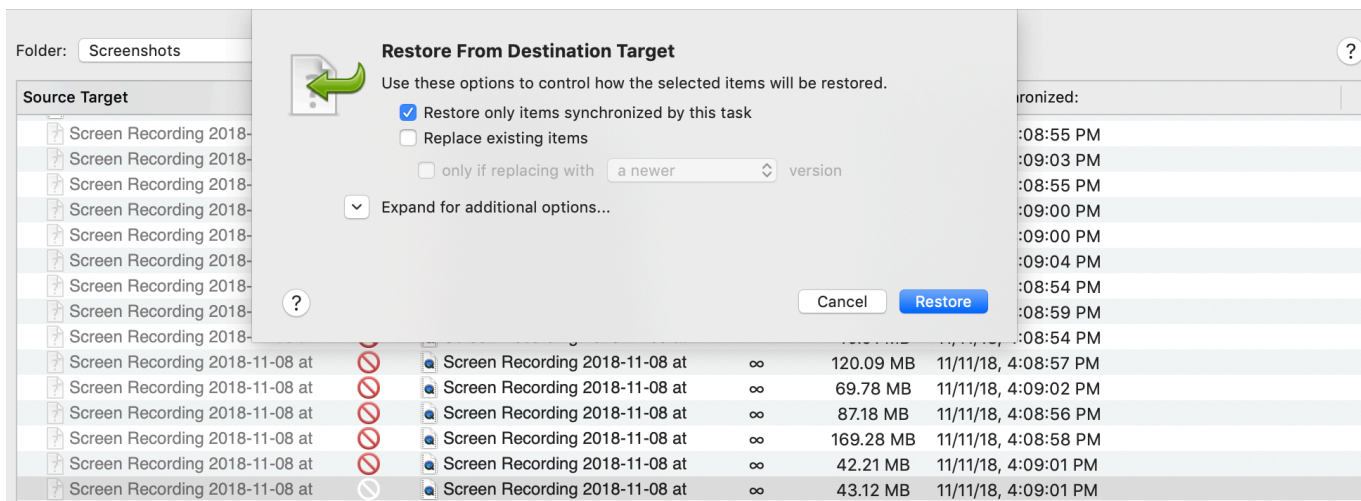 Restore From Destination Target
Folder: Screenshots
?
Use these options to control how the selected items will be restored.
Source Target
Restore only items synchronized by this task
Screen Recording 2018- :08:55 PM
Replace existing items
Screen Recording 2018- :09:03 PM
only if replacing with a newer version
Screen Recording 2018- :08:55 PM
Screen Recording 2018- :09:00 PM
Expand for additional options...
Screen Recording 2018- :09:00 PM
Screen Recording 2018- :09:04 PM
Screen Recording 2018- :08:54 PM
? Cancel Restore
Screen Recording 2018- :08:59 PM
Screen Recording 2018- :08:54 PM
Screen Recording 2018-11-08 at Screen Recording 2018-11-08 at ∞ 120.09 MB 11/11/18, 4:08:57 PM
Screen Recording 2018-11-08 at Screen Recording 2018-11-08 at ∞ 69.78 MB 11/11/18, 4:09:02 PM
Screen Recording 2018-11-08 at Screen Recording 2018-11-08 at ∞ 87.18 MB 11/11/18, 4:08:56 PM
Screen Recording 2018-11-08 at Screen Recording 2018-11-08 at ∞ 169.28 MB 11/11/18, 4:08:58 PM
Screen Recording 2018-11-08 at Screen Recording 2018-11-08 at ∞ 42.21 MB 11/11/18, 4:09:01 PM
Screen Recording 2018-11-08 at Screen Recording 2018-11-08 at ∞ 43.12 MB 11/11/18, 4:09:01 PM